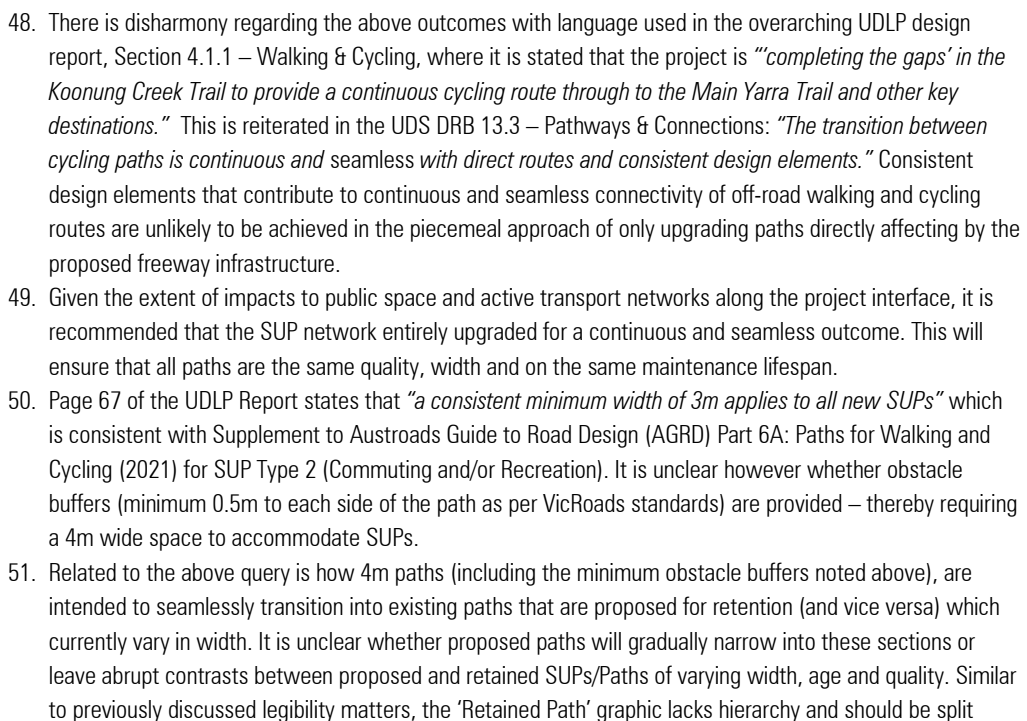 48. There is disharmony regarding the above outcomes with language used in the overarching UDLP design
report, Section 4.1.1 – Walking & Cycling, where it is stated that the project is “‘completing the gaps’ in the
Koonung Creek Trail to provide a continuous cycling route through to the Main Yarra Trail and other key
destinations.” This is reiterated in the UDS DRB 13.3 – Pathways & Connections: “The transition between
cycling paths is continuous and seamless with direct routes and consistent design elements.” Consistent
design elements that contribute to continuous and seamless connectivity of off-road walking and cycling
routes are unlikely to be achieved in the piecemeal approach of only upgrading paths directly affecting by the
proposed freeway infrastructure.
49. Given the extent of impacts to public space and active transport networks along the project interface, it is
recommended that the SUP network entirely upgraded for a continuous and seamless outcome. This will
ensure that all paths are the same quality, width and on the same maintenance lifespan.
50. Page 67 of the UDLP Report states that “a consistent minimum width of 3m applies to all new SUPs” which
is consistent with Supplement to Austroads Guide to Road Design (AGRD) Part 6A: Paths for Walking and
Cycling (2021) for SUP Type 2 (Commuting and/or Recreation). It is unclear however whether obstacle
buffers (minimum 0.5m to each side of the path as per VicRoads standards) are provided – thereby requiring
a 4m wide space to accommodate SUPs.
51. Related to the above query is how 4m paths (including the minimum obstacle buffers noted above), are
intended to seamlessly transition into existing paths that are proposed for retention (and vice versa) which
currently vary in width. It is unclear whether proposed paths will gradually narrow into these sections or
leave abrupt contrasts between proposed and retained SUPs/Paths of varying width, age and quality. Similar
to previously discussed legibility matters, the ‘Retained Path’ graphic lacks hierarchy and should be split